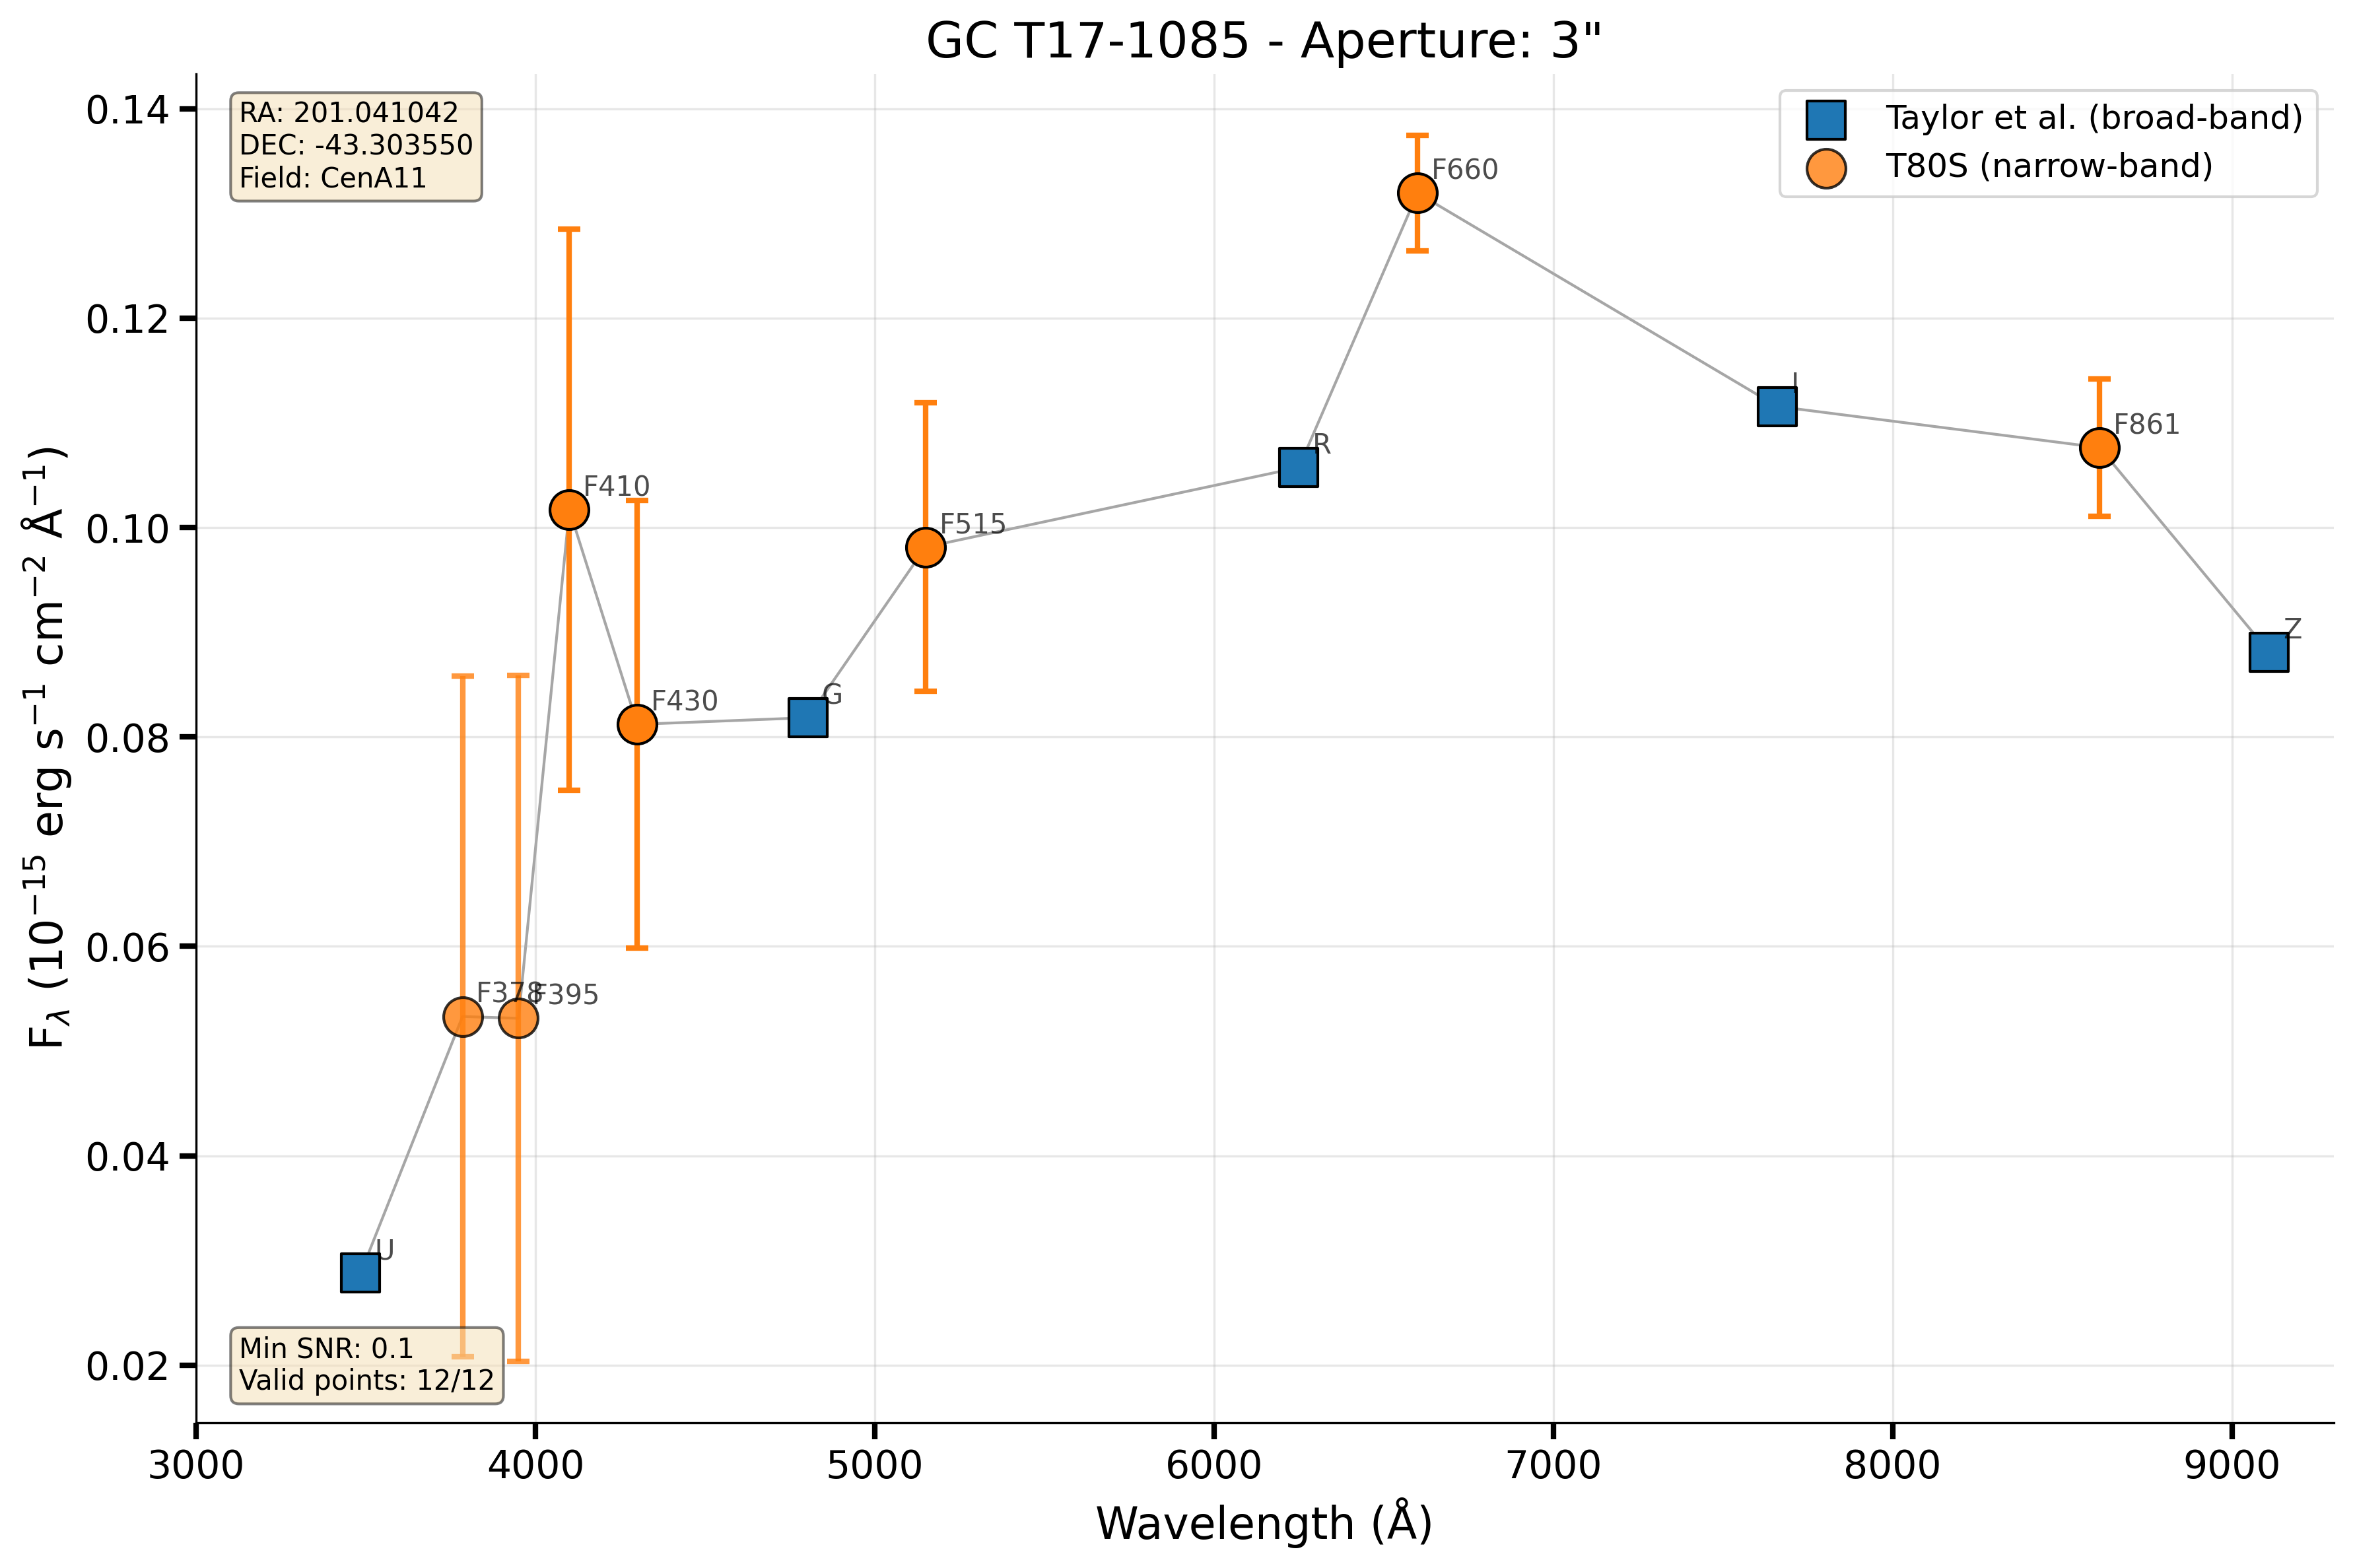 GC T17-1085 - Aperture: 3"
RA: 201.041042
DEC: -43.303550
Field: CenA11
Taylor et al. (broad-band)
T80S (narrow-band)
F660
I
F861
R
F410
F515
Z
F430
G
F378
F395
U
Min SNR: 0.1
Valid points: 12/12
0.14
0.12
0.10
0.08
0.06
0.04
0.02
F$_{λ}$ (10$^{−15}$ erg s$^{−1}$ cm$^{−2}$ Å$^{−1}$)
3000 4000 5000 6000 7000 8000 9000
Wavelength (Å)